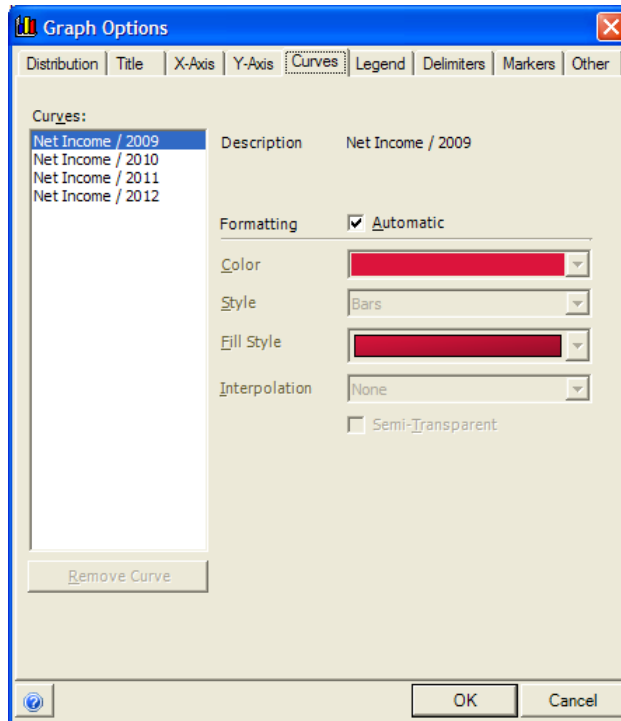 Graph Options
Distribution Title X-Axis Y-Axis Curves Legend Delimiters Markers Other
Curves:
Net Income / 2009
Net Income / 2010
Net Income / 2011
Net Income / 2012
Remove Curve
Description Net Income / 2009
Formatting Automatic
Color
Style Bars
Fill Style
Interpolation None
Semi-Transparent
?
OK Cancel